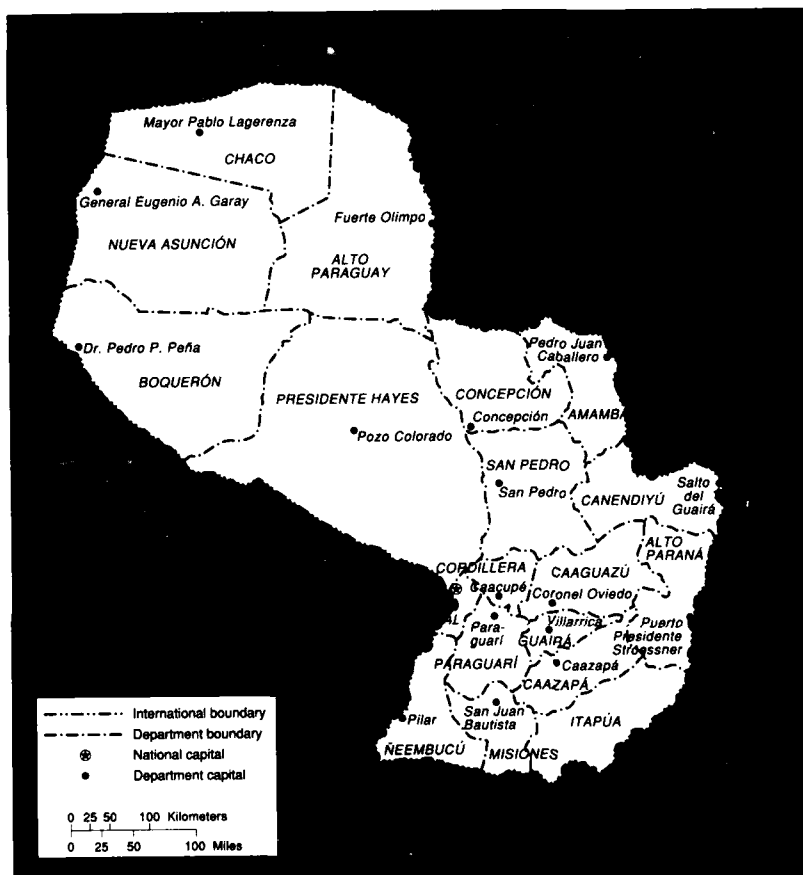 Mayor Pablo Lagerenza
CHACO
General Eugenio A. Garay
NUEVA ASUNCIÓN
Fuerte Olimpo
ALTO
PARAGUAY
Dr. Pedro P. Peña
BOQUERÓN
PRESIDENTE HAYES
Pozo Colorado
Pedro Juan
Caballero
CONCEPCIÓN
Concepción
AMAMBA
SAN PEDRO
San Pedro
CANENDIYÚ
Salto
del
Guairá
ALTO
PARANÁ
CORDILLERA
Caacupé
CAAGUAZÚ
Coronel Oviedo
AL
Para-
guarí
Villarrica
GUAIRÁ
Puerto
Presidente
Stroessner
PARAGUARÍ
Caazapá
CAAZAPÁ
San Juan
Bautista
ITAPÚA
Pilar
ÑEEMBUCÚ
MISIONES
International boundary
Department boundary
National capital
Department capital
0 25 50 100 Kilometers
0 25 50 100 Miles